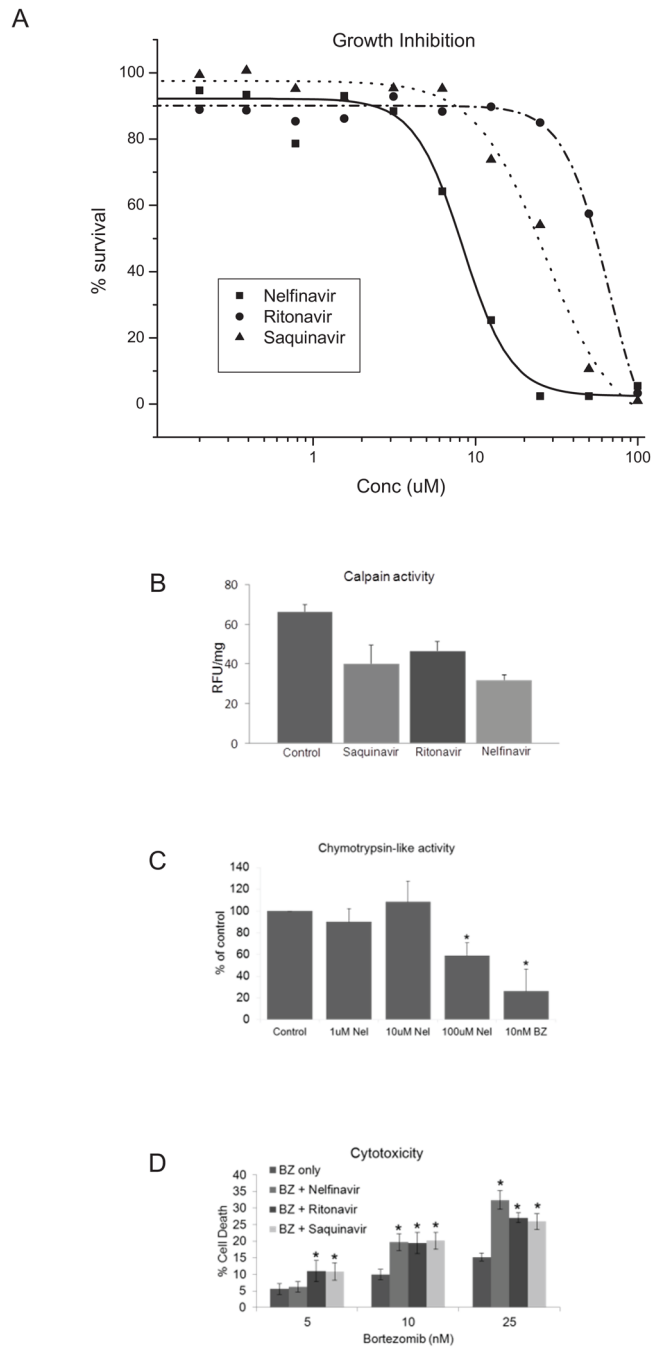 A
Growth Inhibition
100
80
60
40
20
0
% survival
Nelfinavir
Ritonavir
Saquinavir
1
10
100
Conc (uM)
B
Calpain activity
80
60
40
20
0
RFU/mg
Control Saquinavir Ritonavir Nelfinavir
C
Chymotrypsin-like activity
140
120
100
80
60
40
20
0
% of control
* *
Control 1uM Nel 10uM Nel 100uM Nel 10nM BZ
D
Cytotoxicity
40
35
30
25
20
15
10
5
0
% Cell Death
BZ only
BZ + Nelfinavir
BZ + Ritonavir
BZ + Saquinavir
* * * * * * * *
5 10 25
Bortezomib (nM)